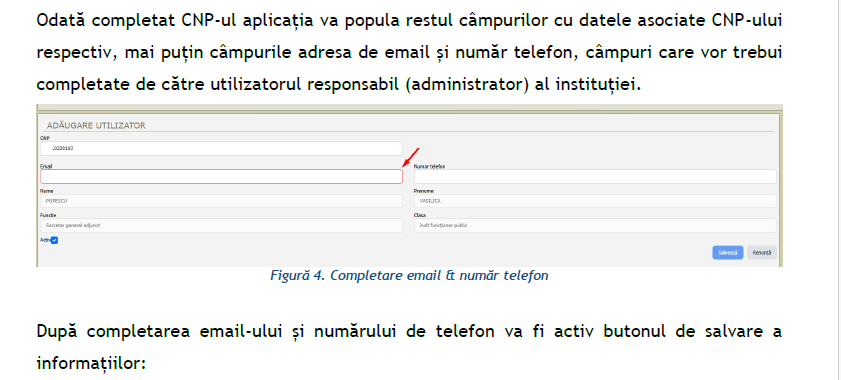 Odată completat CNP-ul aplicația va popula restul câmpurilor cu datele asociate CNP-ului
respectiv, mai puțin câmpurile adresa de email și număr telefon, câmpuri care vor trebui
completate de către utilizatorul responsabil (administrator) al instituției.
ADĂUGARE UTILIZATOR
CNP
Email
Numar telefon
Nume
Prenume
POPESCU
VASILICA
Functie
Clasa
Secretar general adjunct
înalt funcționar public
Activ
Salvează
Renunță
Figură 4. Completare email & număr telefon
După completarea email-ului și numărului de telefon va fi activ butonul de salvare a
informațiilor: